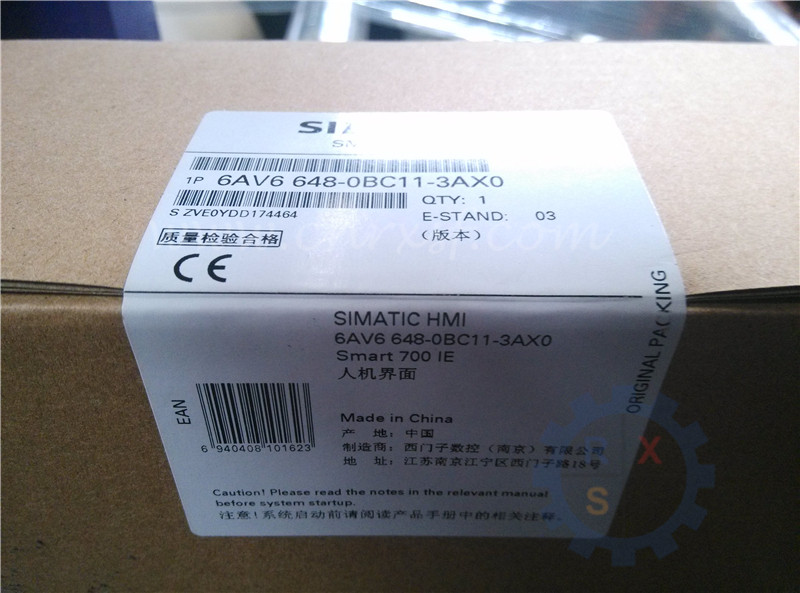 1P 6AV6 648-0BC11-3AX0
QTY: 1
S ZVE0YDD174464
E-STAND: 03
(版本)
质量检验合格
CE
SIMATIC HMI
6AV6 648-0BC11-3AX0
Smart 700 IE
人机界面
ORIGINAL PACKING
EAN
6 940408 101623
Made in China
产 地: 中国
制造商: 西门子数控(南京)有限公司
地 址: 江苏南京江宁区西门子路18号
Caution! Please read the notes in the relevant manual
before system startup.
注意!系统启动前请阅读产品手册中的相关注释.
X
S